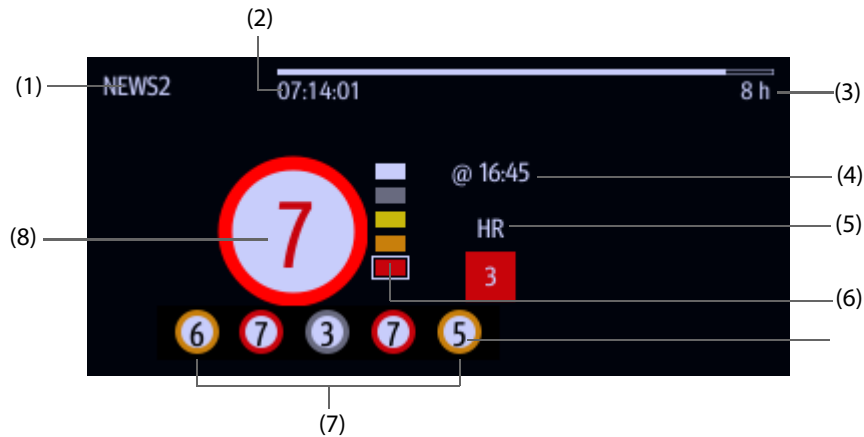 (2)
(1) NEWS2
07:14:01 8 h (3)
@ 16:45 (4)
(8) 7 HR (5)
3 (6)
6 7 3 7 5
(7)